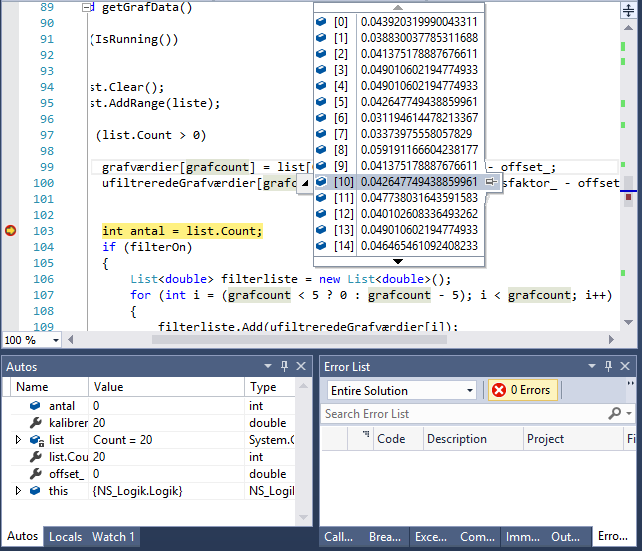 89 d getGrafData()
90
91 (IsRunning())
92
93
94 st.Clear();
95 st.AddRange(liste);
96
97 (list.Count > 0)
98
99 grafværdier[grafcount] = list[ - offset_;
100 ufiltreredeGrafværdier[grafc sfaktor_ - offset
[0] 0.043920319990043311
[1] 0.038830037785311688
[2] 0.041375178887676611
[3] 0.049010602194774933
[4] 0.049010602194774933
[5] 0.042647749438859961
[6] 0.031194614478213367
[7] 0.03373975558057829
[8] 0.059191166604238177
[9] 0.041375178887676611
[10] 0.042647749438859961
[11] 0.047738031643591583
[12] 0.040102608336493262
[13] 0.049010602194774933
[14] 0.046465461092408233
101
102
103 int antal = list.Count;
104 if (filterOn)
105 {
106 List<double> filterliste = new List<double>();
107 for (int i = (grafcount < 5 ? 0 : grafcount - 5); i < grafcount; i++)
108 {
109 filterliste.Add(ufiltreredeGrafværdier[i]);
100 %
Autos
Name Value Type
antal 0 int
kalibrer 20 double
list Count = 20 System.C
list.Cou 20 int
offset_ 0 double
this {NS_Logik.Logik} NS_Logik
Autos Locals Watch 1
Error List
Entire Solution 0 Errors
Search Error List
Code Description Project Fi
Call... Brea... Exce... Com... Imm... Out... Erro...